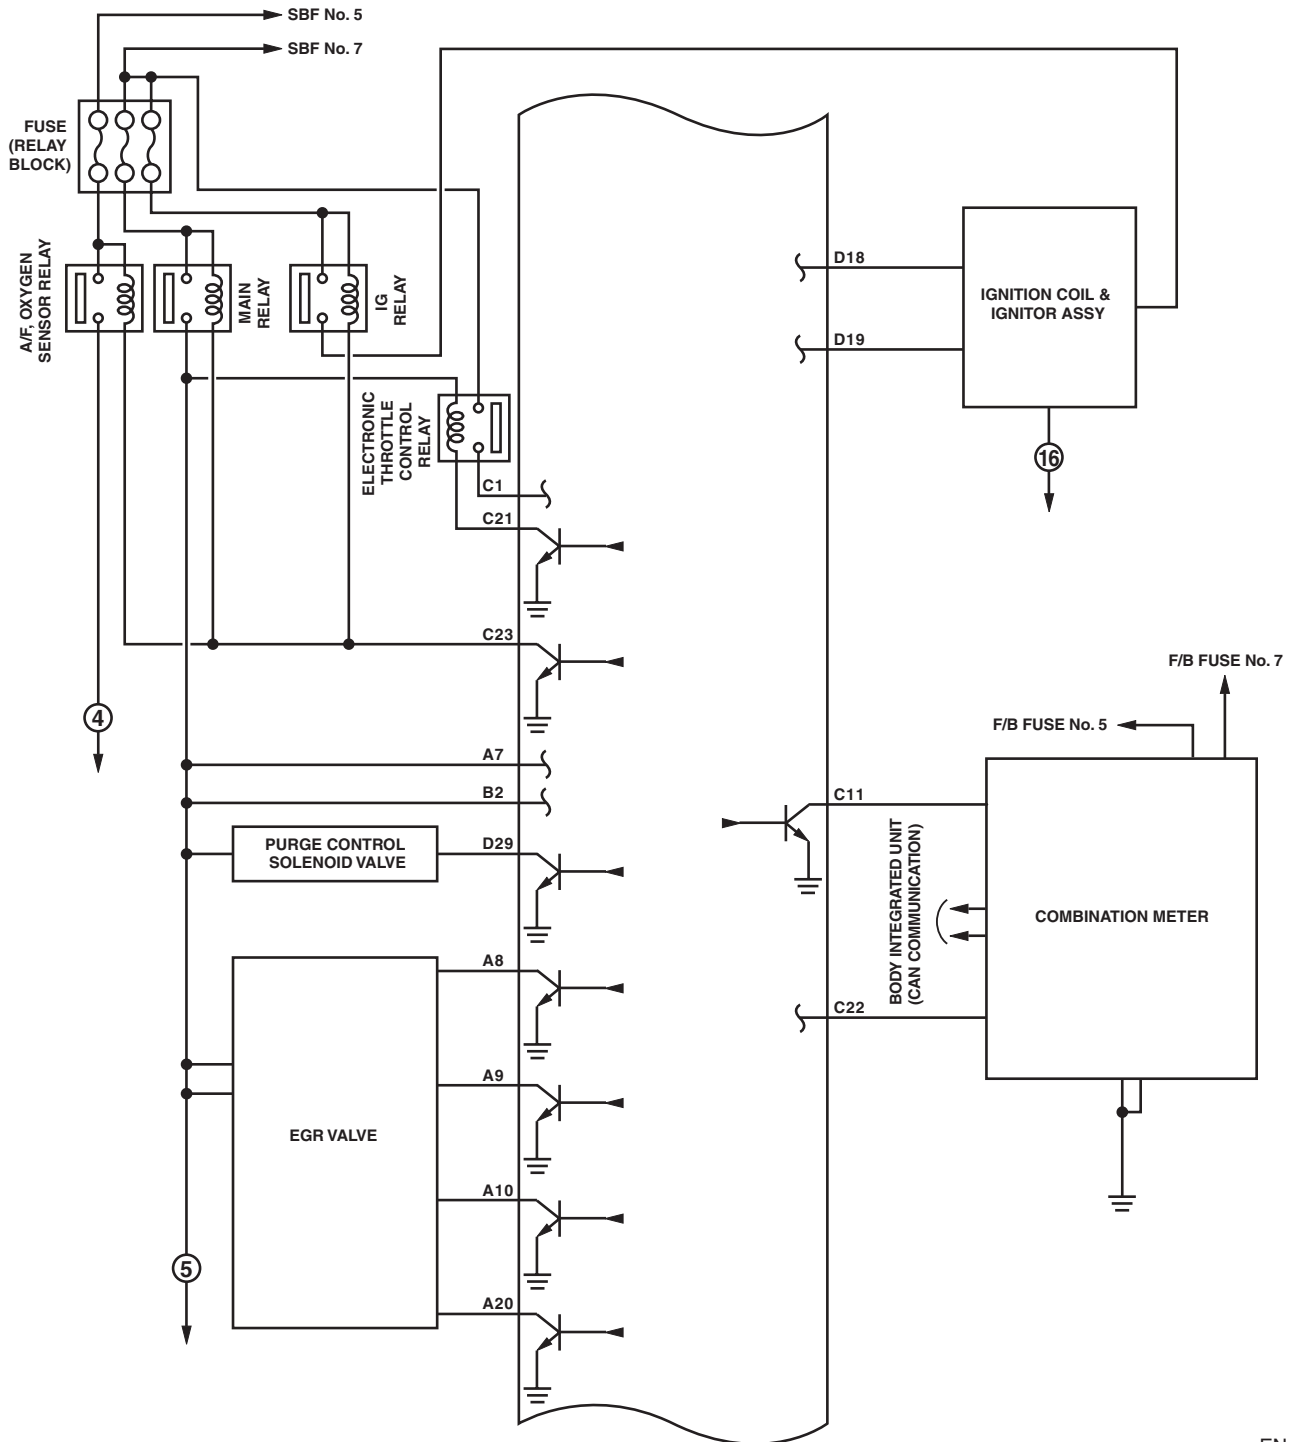 SBF No. 5
SBF No. 7
FUSE
(RELAY
BLOCK)
A/F, OXYGEN
SENSOR RELAY
MAIN
RELAY
IG
RELAY
ELECTRONIC
THROTTLE
CONTROL
RELAY
D18
D19
IGNITION COIL &
IGNITOR ASSY
16
C1
C21
C23
4
A7
B2
PURGE CONTROL
SOLENOID VALVE
D29
A8
A9
EGR VALVE
A10
A20
5
F/B FUSE No. 7
F/B FUSE No. 5
C11
BODY INTEGRATED UNIT
(CAN COMMUNICATION)
COMBINATION METER
C22